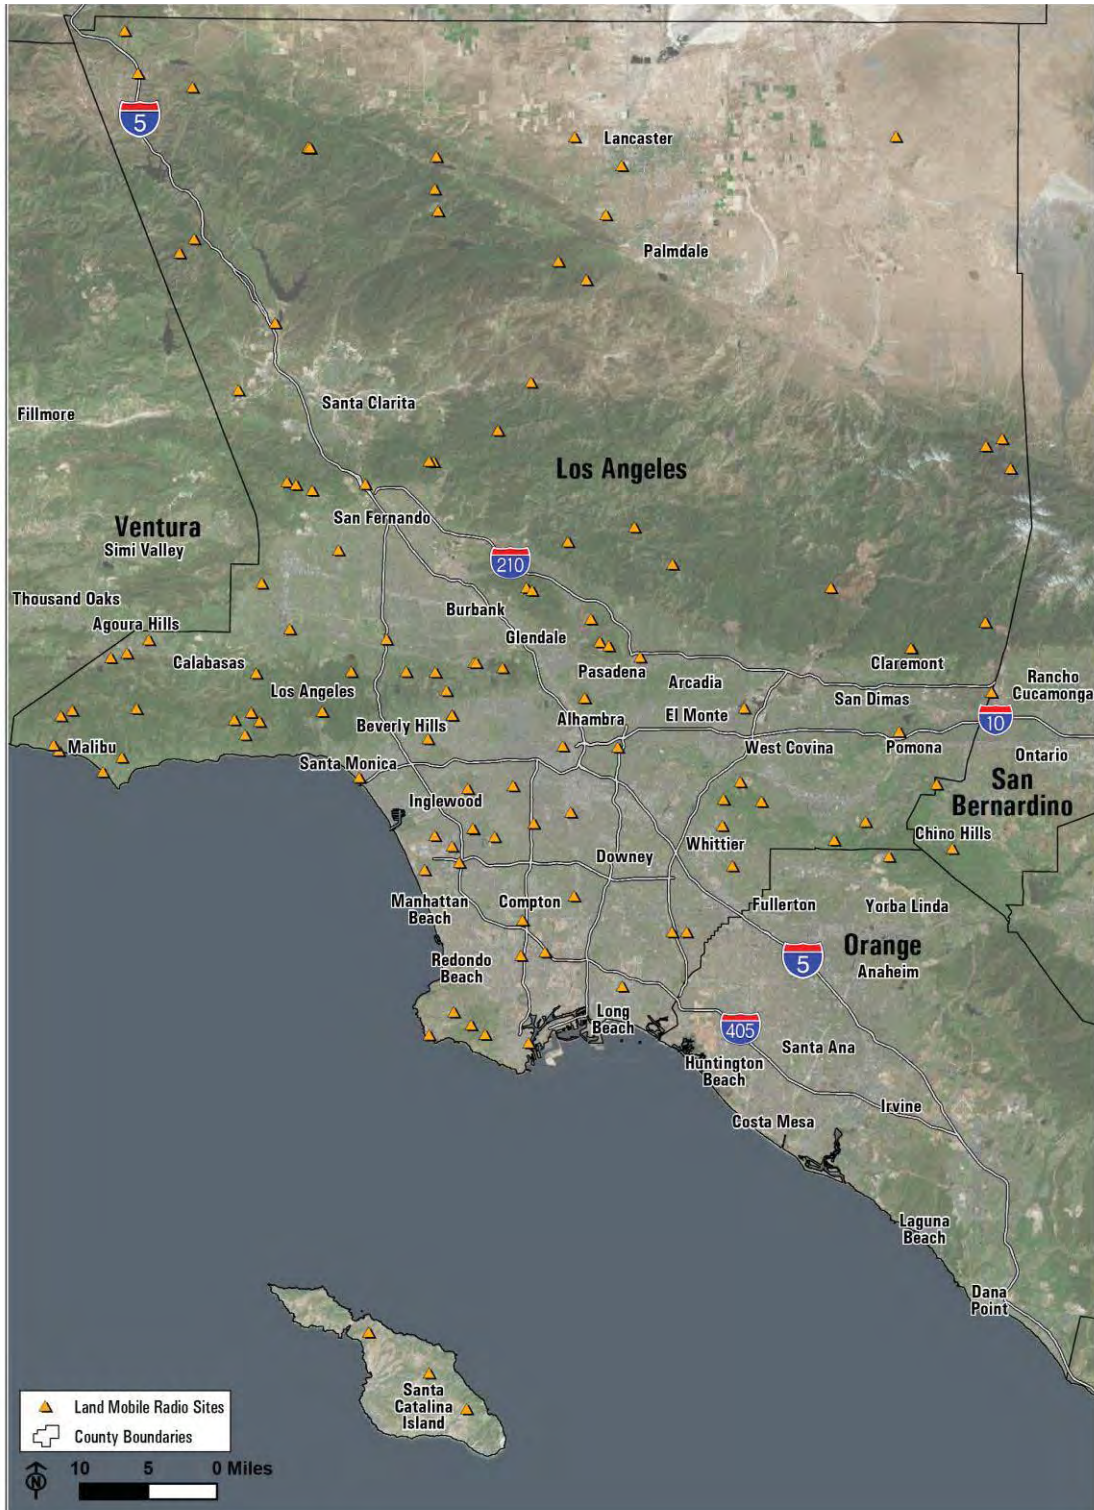 5
Lancaster
Palmdale
Santa Clarita
Fillmore
Los Angeles
San Fernando
Ventura
Simi Valley
210
Thousand Oaks
Burbank
Agoura Hills
Glendale
Calabasas
Pasadena
Claremont
Arcadia
Rancho
Cucamonga
Los Angeles
San Dimas
El Monte
Alhambra
Beverly Hills
10
Malibu
West Covina
Pomona
Ontario
Santa Monica
San
Bernardino
Inglewood
Chino Hills
Whittier
Downey
Manhattan
Beach
Compton
Fullerton
Yorba Linda
Orange
Redondo
Beach
5
Anaheim
Long
Beach
405
Santa Ana
Huntington
Beach
Irvine
Costa Mesa
Laguna
Beach
Dana
Point
Santa
Catalina
Island
Land Mobile Radio Sites
County Boundaries
N
10 5 0 Miles